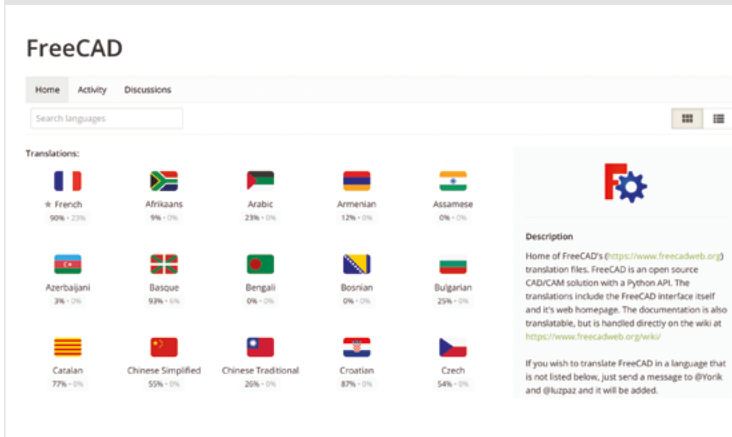 FreeCAD
Home Activity Discussions
Search languages
Translations:
★ French Afrikaans Arabic Armenian Assamese
90% • 23% 9% • 0% 23% • 0% 12% • 0% 0% • 0%
Azerbaijani Basque Bengali Bosnian Bulgarian
3% • 0% 93% • 6% 0% • 0% 0% • 0% 25% • 0%
Catalan Chinese Simplified Chinese Traditional Croatian Czech
77% • 0% 55% • 0% 26% • 0% 87% • 0% 54% • 0%
F
Description
Home of FreeCAD's (https://www.freecadweb.org)
translation files. FreeCAD is an open source
CAD/CAM solution with a Python API. The
translations include the FreeCAD interface itself
and it's web homepage. The documentation is also
translatable, but is handled directly on the wiki at
https://www.freecadweb.org/wiki/
If you wish to translate FreeCAD in a language that
is not listed below, just send a message to @Yorik
and @luzpaz and it will be added.